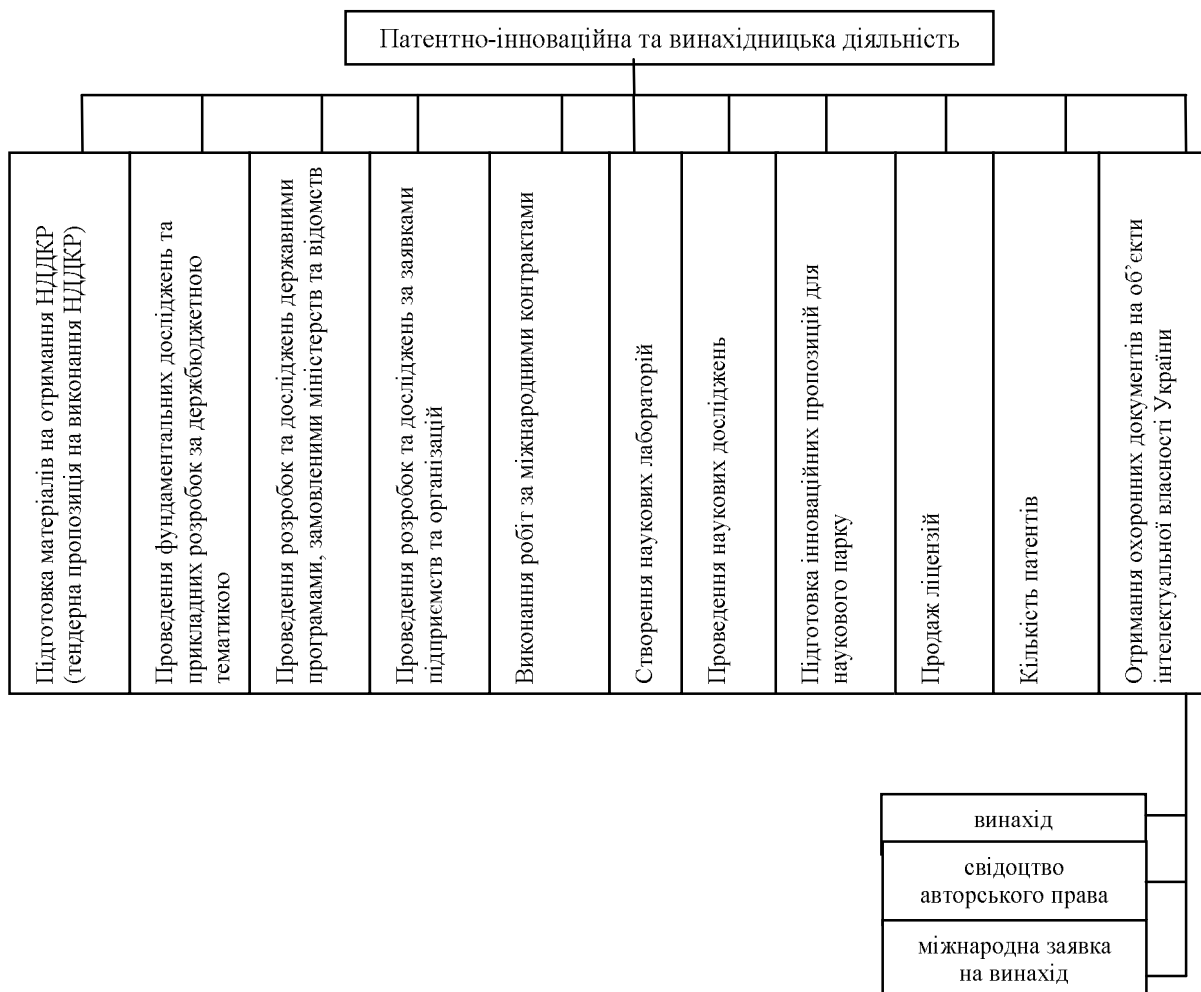 Патентно-інноваційна та винахідницька діяльність
Підготовка матеріалів на отримання НДДКР
(тендерна пропозиція на виконання НДДКР)
Проведення фундаментальних досліджень та
прикладних розробок за держбюджетною
тематикою
Проведення розробок та досліджень державними
програмами, замовленими міністерств та відомств
Проведення розробок та досліджень за заявками
підприємств та організацій
Виконання робіт за міжнародними контрактами
Створення наукових лабораторій
Проведення наукових досліджень
Підготовка інноваційних пропозицій для
наукового парку
Продаж ліцензій
Кількість патентів
Отримання охоронних документів на об’єкти
інтелектуальної власності України
винахід
свідоцтво
авторського права
міжнародна заявка
на винахід